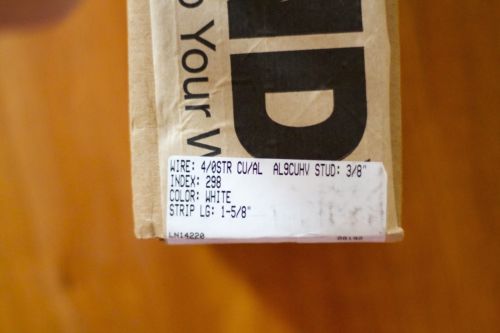 o Your W
ND
WIRE: 4/0STR CU/AL AL9CUHV STUD: 3/8"
INDEX: 298
COLOR: WHITE
STRIP LG: 1-5/8"
LN14220